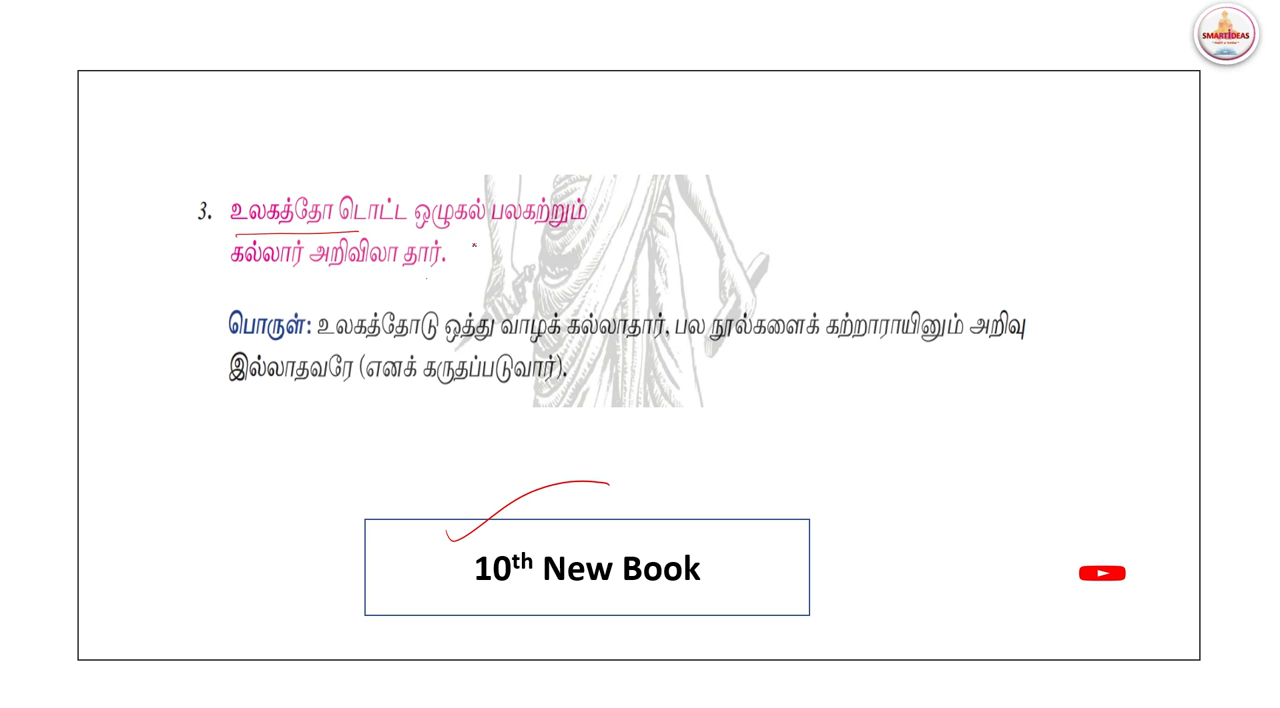 SMARTIDEAS
3. உலகத்தோ டொட்ட ஒழுகல் பலகற்றும்
கல்லார் அறிவிலா தார்.
பொருள்: உலகத்தோடு ஒத்து வாழக் கல்லாதார், பல நூல்களைக் கற்றாராயினும் அறிவு
இல்லாதவரே (எனக் கருதப்படுவார்).
10th New Book